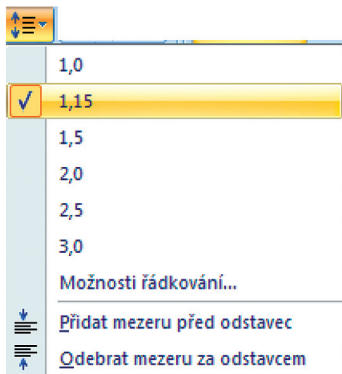 1,0
1,15
1,5
2,0
2,5
3,0
Možnosti řádkování...
Přidat mezeru před odstavec
Odebrat mezeru za odstavcem